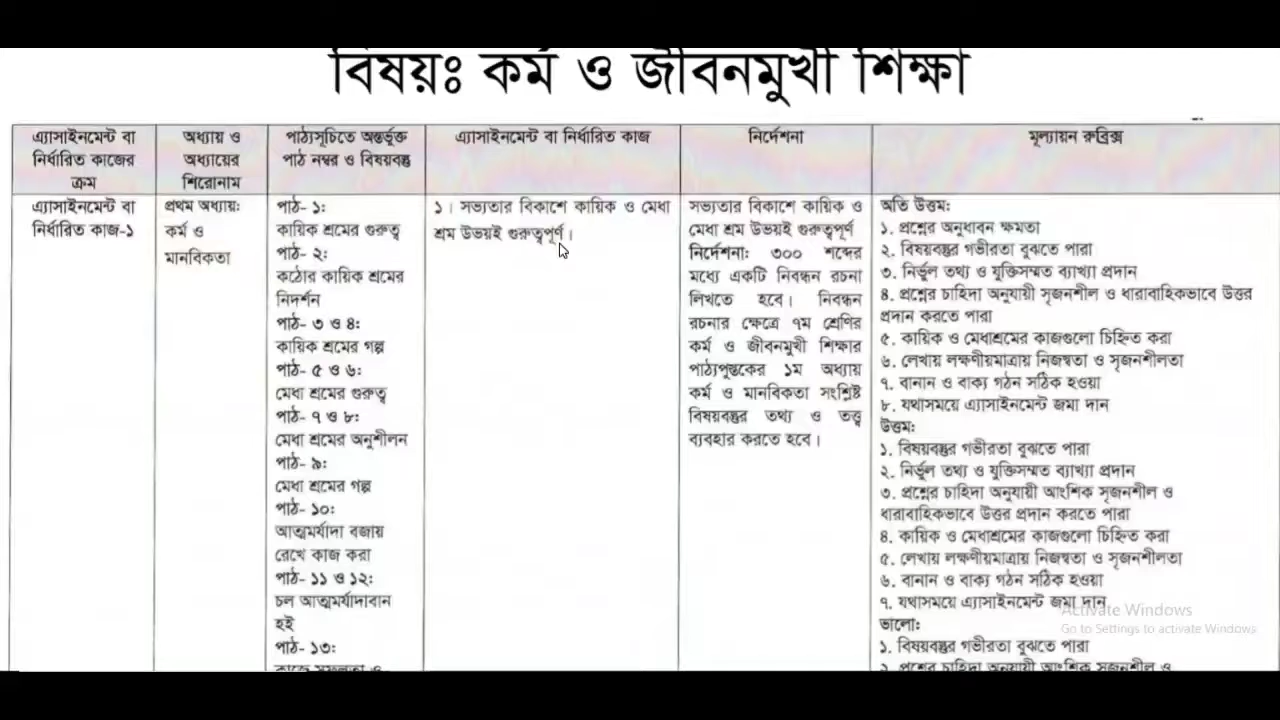 বিষয়ঃ কর্ম ও জীবনমুখী শিক্ষা
এ্যাসাইনমেন্ট বা
নির্ধারিত কাজের
ক্রম
অধ্যায় ও
অধ্যায়ের
শিরোনাম
পাঠ্যসূচিতে অন্তর্ভুক্ত
পাঠ নম্বর ও বিষয়বস্তু
এ্যাসাইনমেন্ট বা নির্ধারিত কাজ
নির্দেশনা
মূল্যায়ন রুব্রিক্স
এ্যাসাইনমেন্ট বা
নির্ধারিত কাজ-১
প্রথম অধ্যায়:
কর্ম ও
মানবিকতা
পাঠ- ১:
কায়িক শ্রমের গুরুত্ব
পাঠ- ২:
কঠোর কায়িক শ্রমের
নিদর্শন
পাঠ- ৩ ও ৪:
কায়িক শ্রমের গল্প
পাঠ- ৫ ও ৬:
মেধা শ্রমের গুরুত্ব
পাঠ- ৭ ও ৮:
মেধা শ্রমের অনুশীলন
পাঠ- ৯:
মেধা শ্রমের গল্প
পাঠ- ১০:
আত্মমর্যাদা বজায়
রেখে কাজ করা
পাঠ- ১১ ও ১২:
চল আত্মমর্যাদাবান
হই
পাঠ- ১৩:
কাজে সফলতা ও
১। সভ্যতার বিকাশে কায়িক ও মেধা
শ্রম উভয়ই গুরুত্বপূর্ণ।
সভ্যতার বিকাশে কায়িক ও
মেধা শ্রম উভয়ই গুরুত্বপূর্ণ
নির্দেশনা: ৩০০ শব্দের
মধ্যে একটি নিবন্ধন রচনা
লিখতে হবে। নিবন্ধন
রচনার ক্ষেত্রে ৭ম শ্রেণির
কর্ম ও জীবনমুখী শিক্ষার
পাঠ্যপুস্তকের ১ম অধ্যায়
কর্ম ও মানবিকতা সংশ্লিষ্ট
বিষয়বস্তুর তথ্য ও তত্ত্ব
ব্যবহার করতে হবে।
অতি উত্তম:
১. প্রশ্নের অনুধাবন ক্ষমতা
২. বিষয়বস্তুর গভীরতা বুঝতে পারা
৩. নির্ভুল তথ্য ও যুক্তিসম্মত ব্যাখ্যা প্রদান
৪. প্রশ্নের চাহিদা অনুযায়ী সৃজনশীল ও ধারাবাহিকভাবে উত্তর
প্রদান করতে পারা
৫. কায়িক ও মেধাশ্রমের কাজগুলো চিহ্নিত করা
৬. লেখায় লক্ষণীয়মাত্রায় নিজস্বতা ও সৃজনশীলতা
৭. বানান ও বাক্য গঠন সঠিক হওয়া
৮. যথাসময়ে এ্যাসাইনমেন্ট জমা দান
উত্তম:
১. বিষয়বস্তুর গভীরতা বুঝতে পারা
২. নির্ভুল তথ্য ও যুক্তিসম্মত ব্যাখ্যা প্রদান
৩. প্রশ্নের চাহিদা অনুযায়ী আংশিক সৃজনশীল ও
ধারাবাহিকভাবে উত্তর প্রদান করতে পারা
৪. কায়িক ও মেধাশ্রমের কাজগুলো চিহ্নিত করা
৫. লেখায় লক্ষণীয়মাত্রায় নিজস্বতা ও সৃজনশীলতা
৬. বানান ও বাক্য গঠন সঠিক হওয়া
৭. যথাসময়ে এ্যাসাইনমেন্ট জমা দান
ভালো:
১. বিষয়বস্তুর গভীরতা বুঝতে পারা
২. প্রশ্নের চাহিদা অনুযায়ী আংশিক সৃজনশীল ও
Activate Windows
Go to Settings to activate Windows